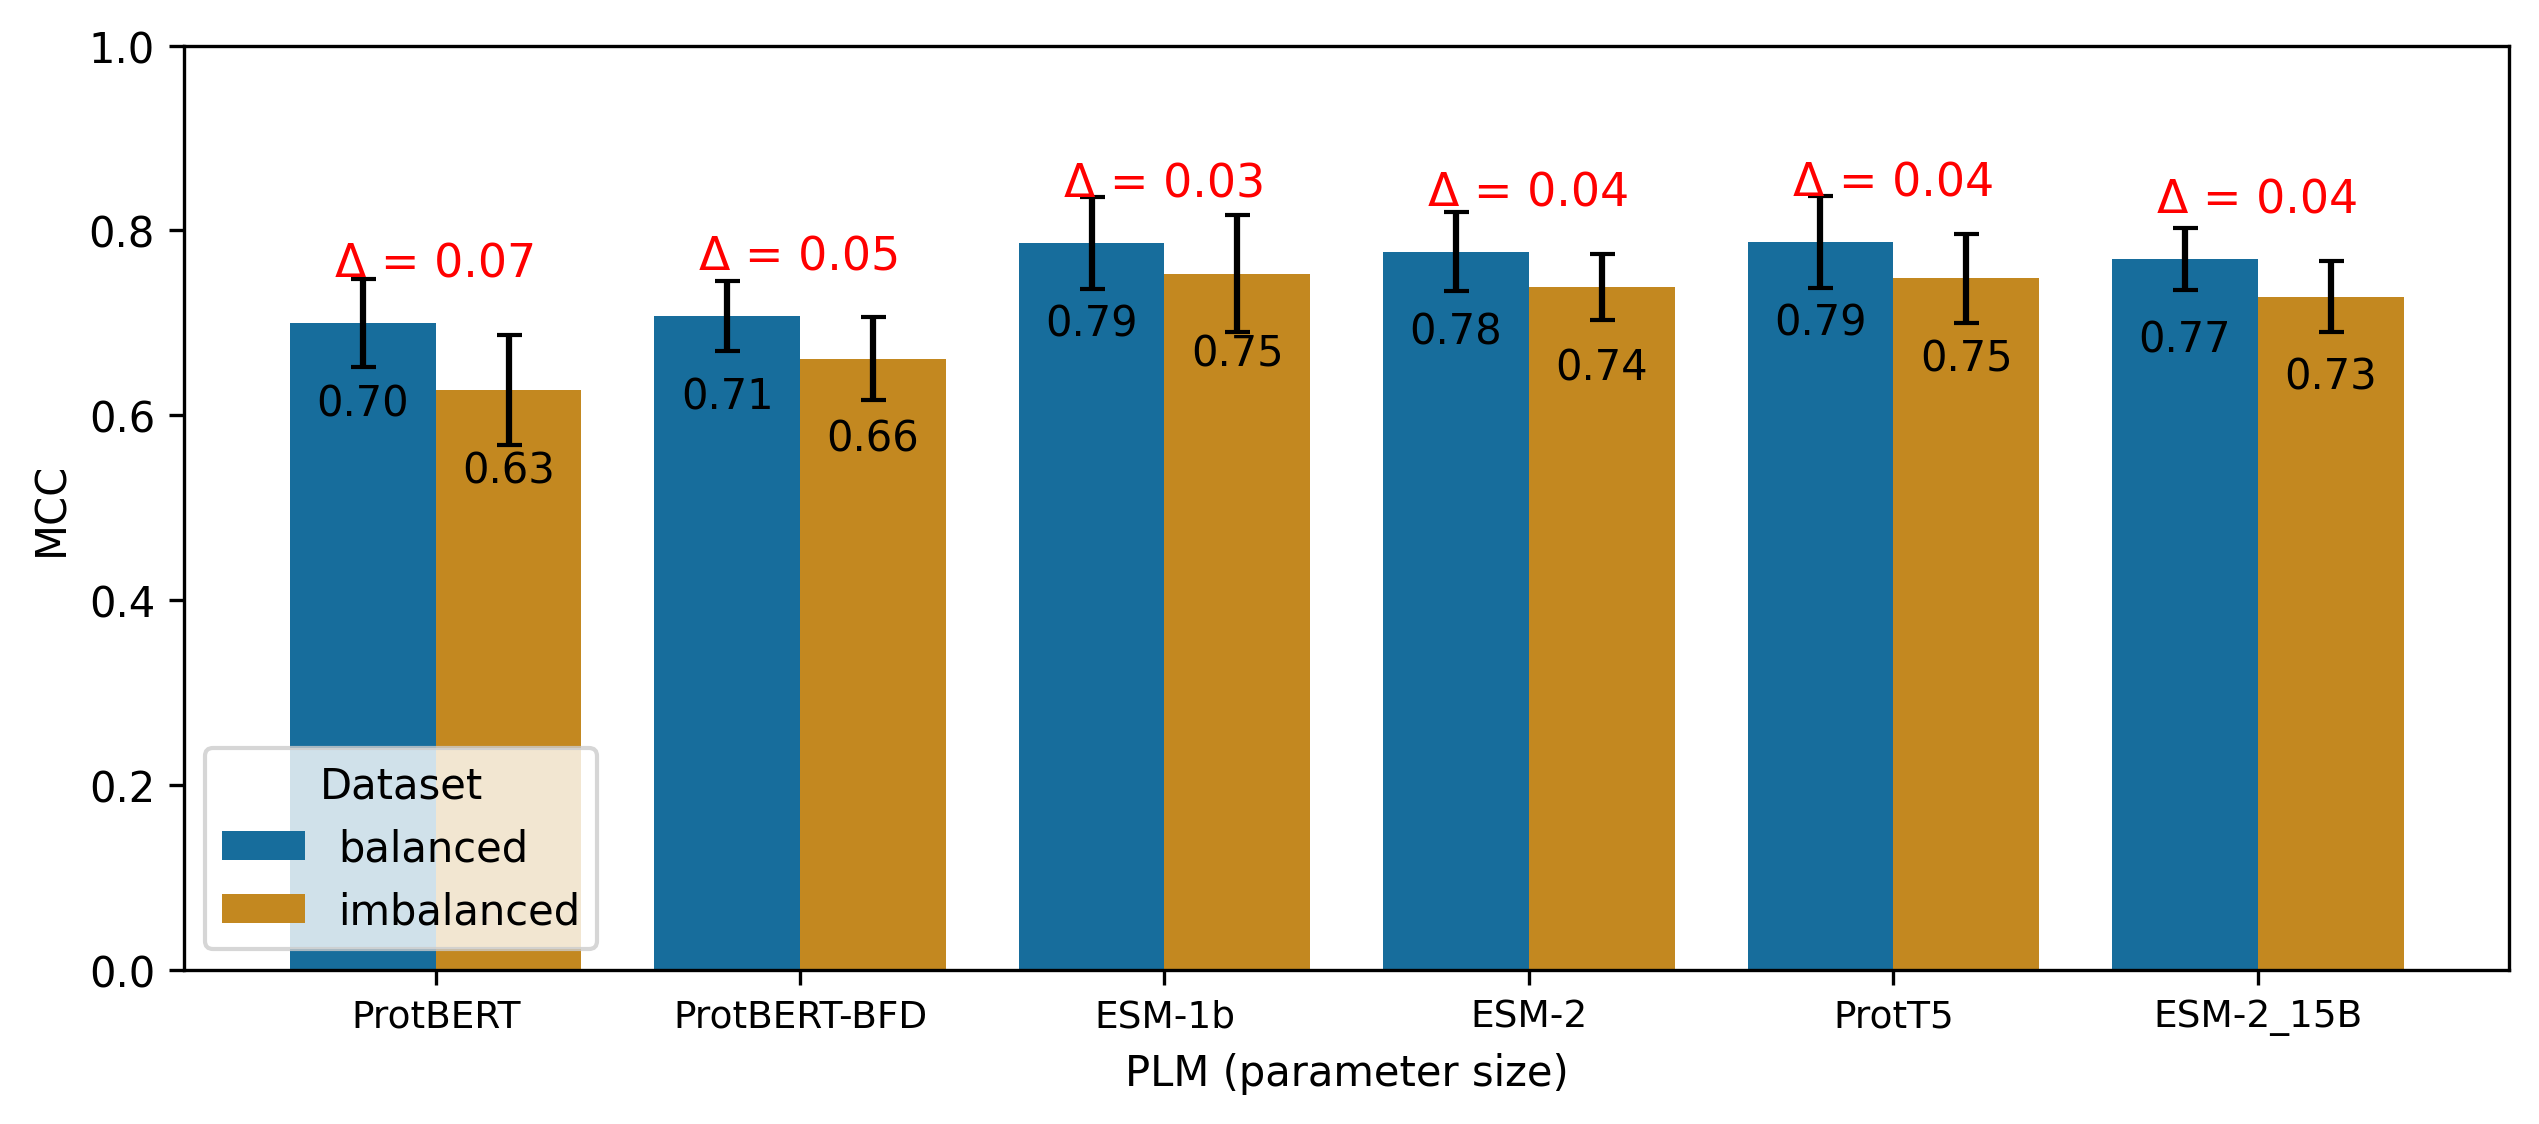 1.0
0.8
0.6
0.4
0.2
0.0
MCC
Δ = 0.07
Δ = 0.05
Δ = 0.03
Δ = 0.04
Δ = 0.04
Δ = 0.04
0.70
0.63
0.71
0.66
0.79
0.75
0.78
0.74
0.79
0.75
0.77
0.73
Dataset
balanced
imbalanced
ProtBERT
ProtBERT-BFD
ESM-1b
ESM-2
ProtT5
ESM-2_15B
PLM (parameter size)